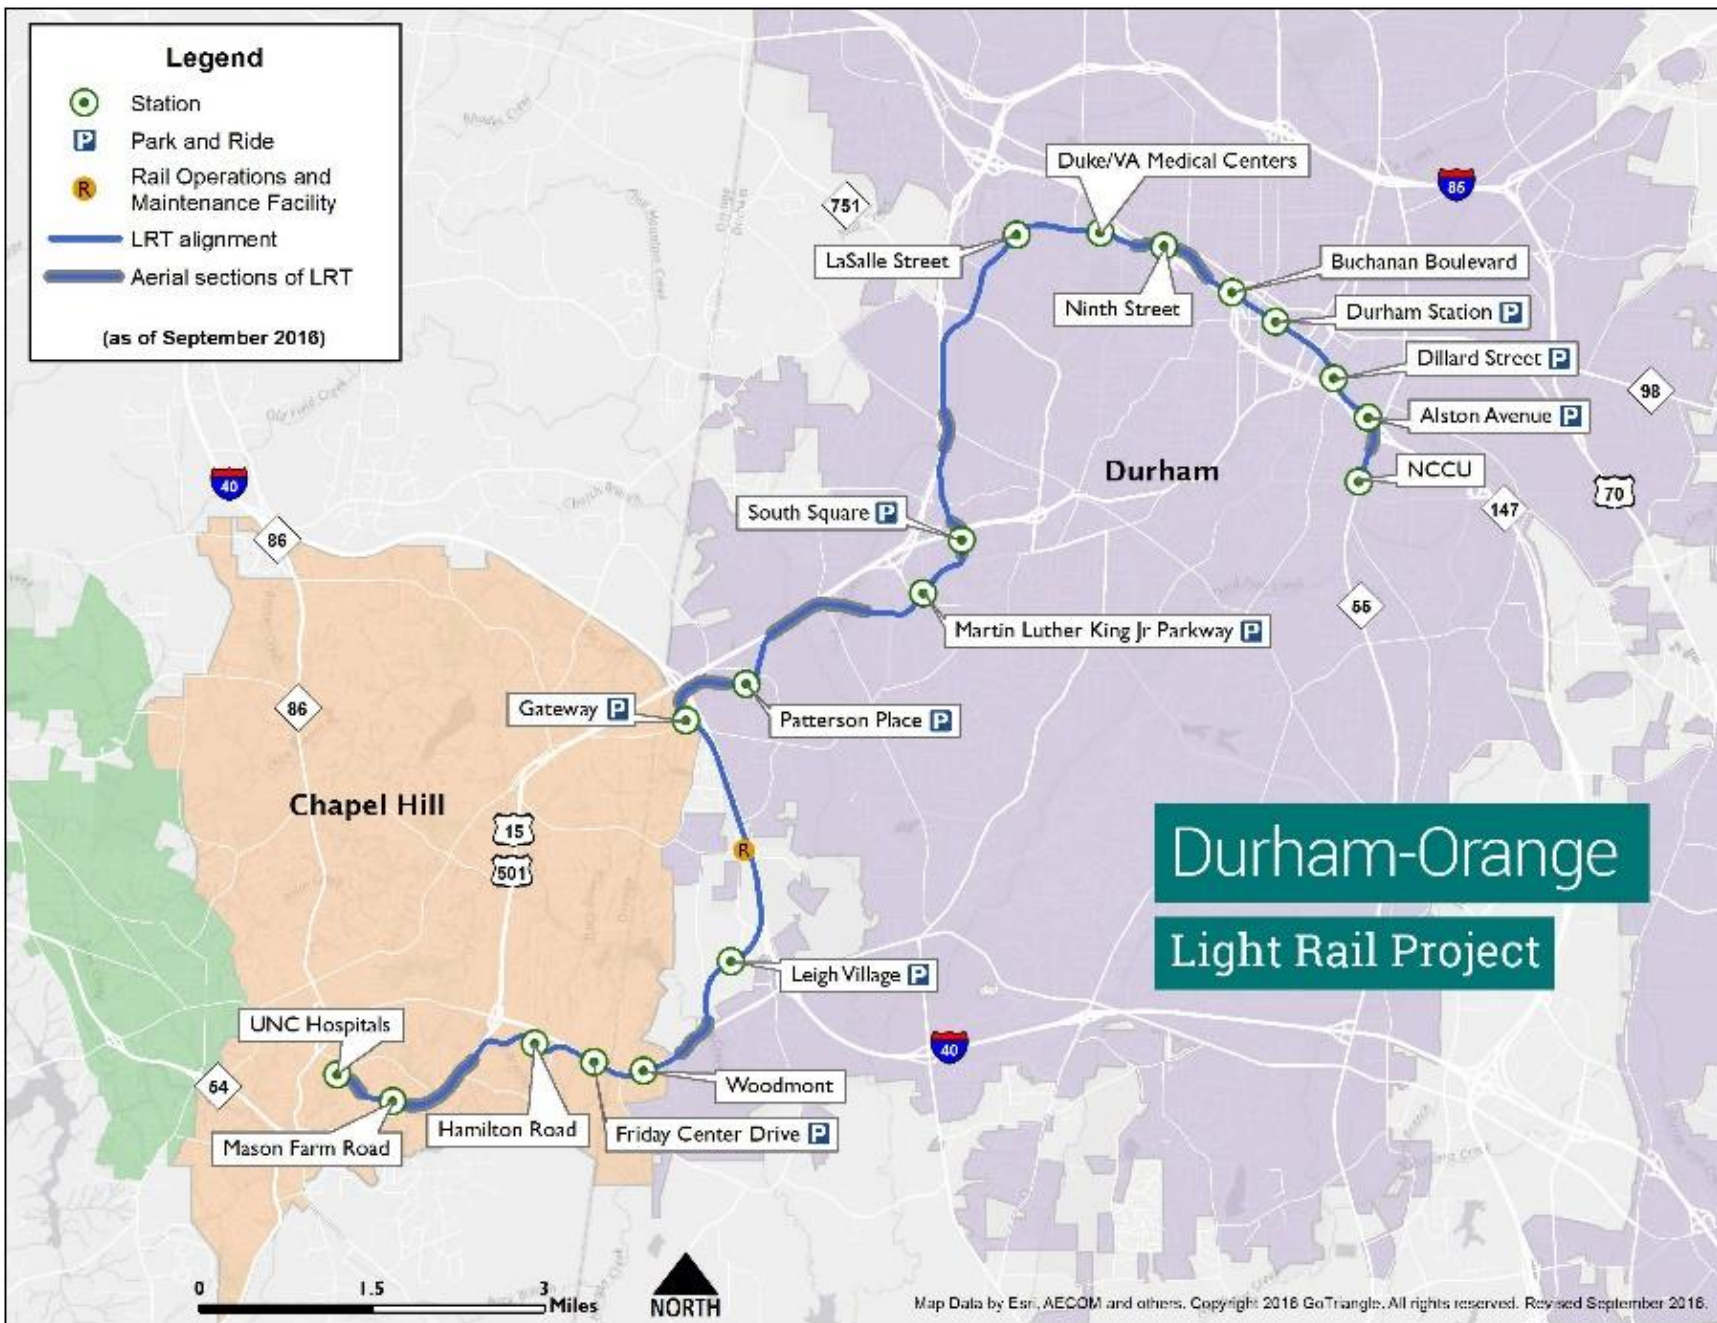 Legend
Station
P Park and Ride
R Rail Operations and
Maintenance Facility
LRT alignment
Aerial sections of LRT
(as of September 2016)
Duke/VA Medical Centers
85
751
LaSalle Street
Ninth Street
Buchanan Boulevard
Durham Station P
Dillard Street P
98
Alston Avenue P
Durham
NCCU
40
70
147
South Square P
86
55
Martin Luther King Jr Parkway P
Gateway P
Patterson Place P
86
Chapel Hill
15
501
R
Durham-Orange
Light Rail Project
Leigh Village P
UNC Hospitals
40
54
Woodmont
Hamilton Road
Friday Center Drive P
Mason Farm Road
0 1.5 3
Miles
NORTH
Map Data by Esri, AECOM and others. Copyright 2016 GoTriangle. All rights reserved. Revised September 2016.